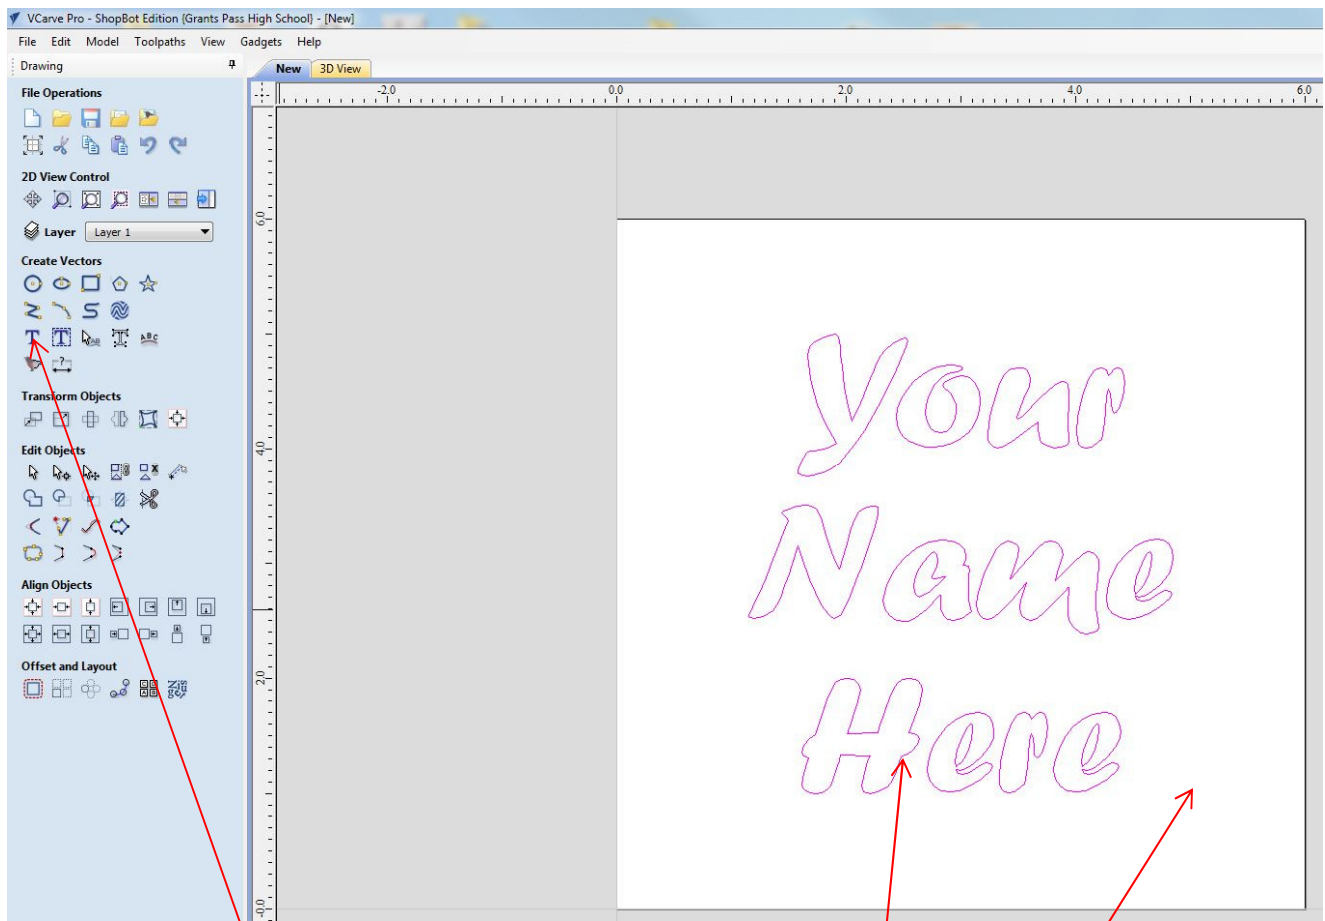 VCarve Pro - ShopBot Edition {Grants Pass High School} - [New]
File Edit Model Toolpaths View Gadgets Help
Drawing
New 3D View
File Operations
-2.0 0.0 2.0 4.0 6.0
2D View Control
Layer Layer 1
6.0
Create Vectors
Transform Objects
Your
4.0
Edit Objects
Name
Align Objects
Offset and Layout
2.0
Here
-0.0